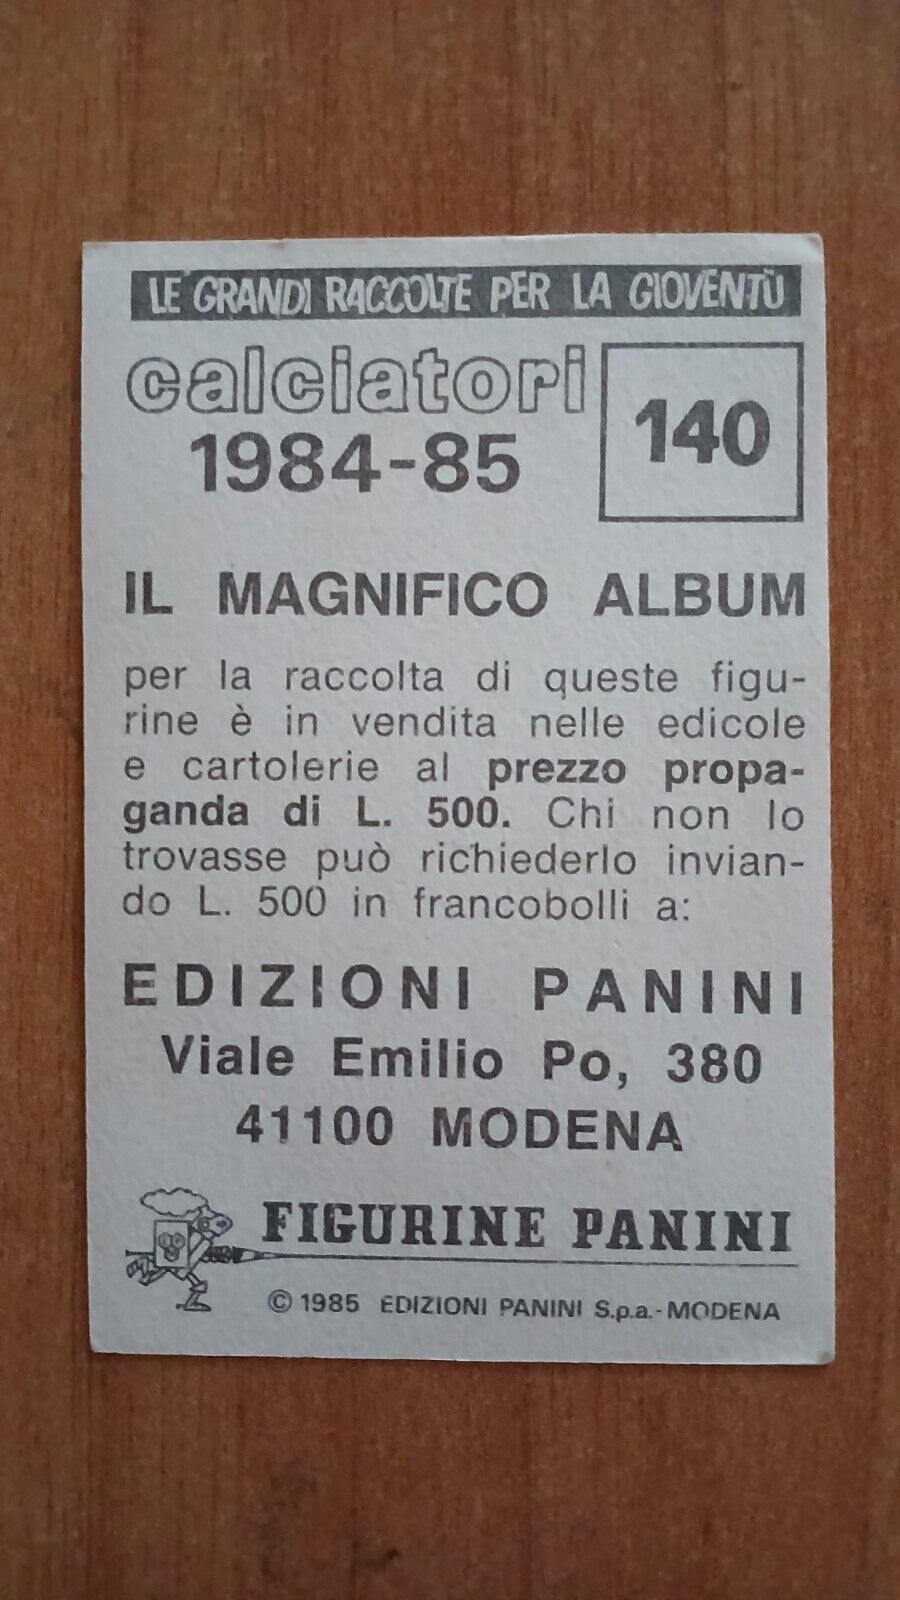 LE GRANDI RACCOLTE PER LA GIOVENTÙ
calciatori
1984-85
140
IL MAGNIFICO ALBUM
per la raccolta di queste figu-
rine è in vendita nelle edicole
e cartolerie al prezzo propa-
ganda di L. 500. Chi non lo
trovasse può richiederlo invian-
do L. 500 in francobolli a:
EDIZIONI PANINI
Viale Emilio Po, 380
41100 MODENA
FIGURINE PANINI
© 1985 EDIZIONI PANINI S.p.a.-MODENA